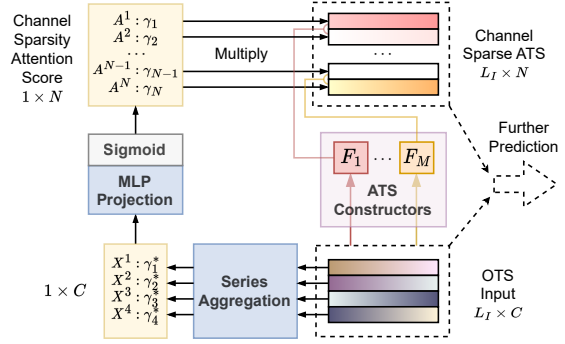 Channel
Sparsity
Attention
Score
1 × N
A^1 : γ_1
A^2 : γ_2
...
A^{N−1} : γ_{N−1}
A^N : γ_N
Multiply
...
Channel
Sparse ATS
L_I × N
Sigmoid
MLP
Projection
F_1 ... F_M
ATS
Constructors
Further
Prediction
1 × C
X^1 : γ_1^*
X^2 : γ_2^*
X^3 : γ_3^*
X^4 : γ_4^*
Series
Aggregation
OTS
Input
L_I × C